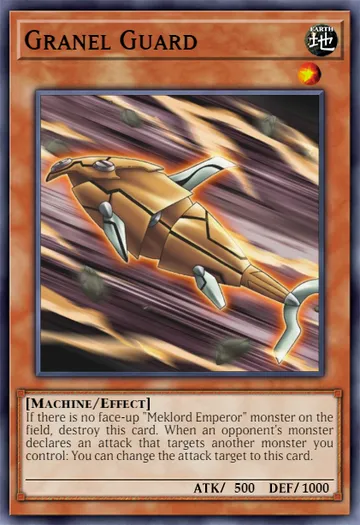 Granel Guard
EARTH
地
[Machine/Effect]
If there is no face-up "Meklord Emperor" monster on the
field, destroy this card. When an opponent's monster
declares an attack that targets another monster you
control: You can change the attack target to this card.
ATK/ 500 DEF/1000